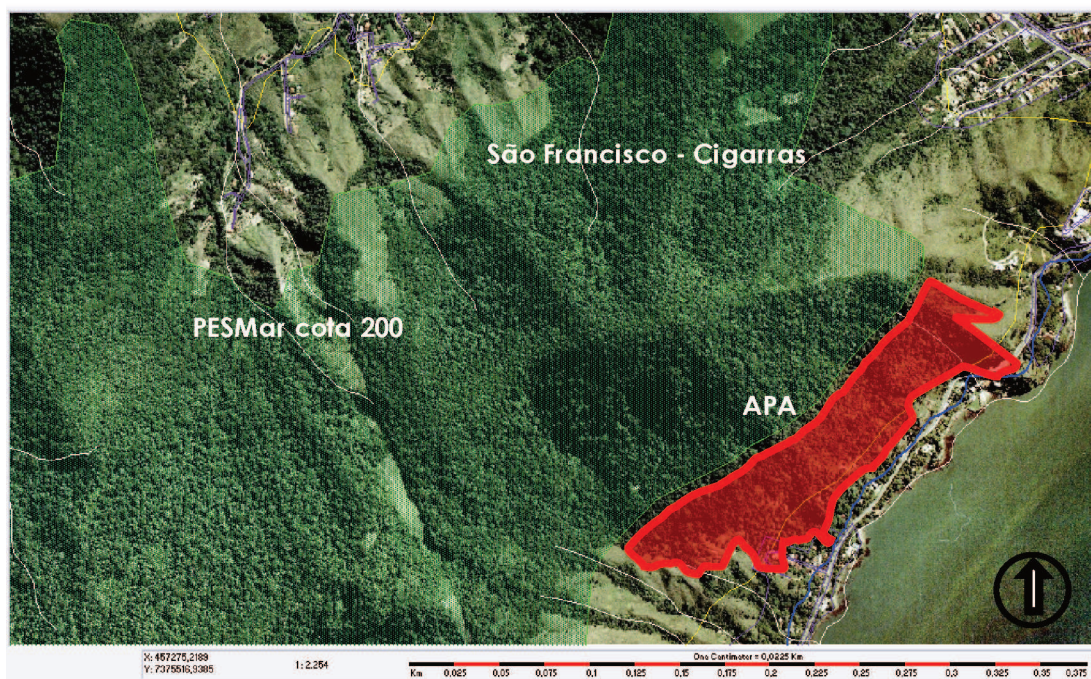 São Francisco - Cigarras
PESMar cota 200
APA
X: 457275,2189
Y: 7375516,9385
1: 2.254
One Centimeter = 0,0225 Km
Km 0,025 0,05 0,075 0,1 0,125 0,15 0,175 0,2 0,225 0,25 0,275 0,3 0,325 0,35 0,375